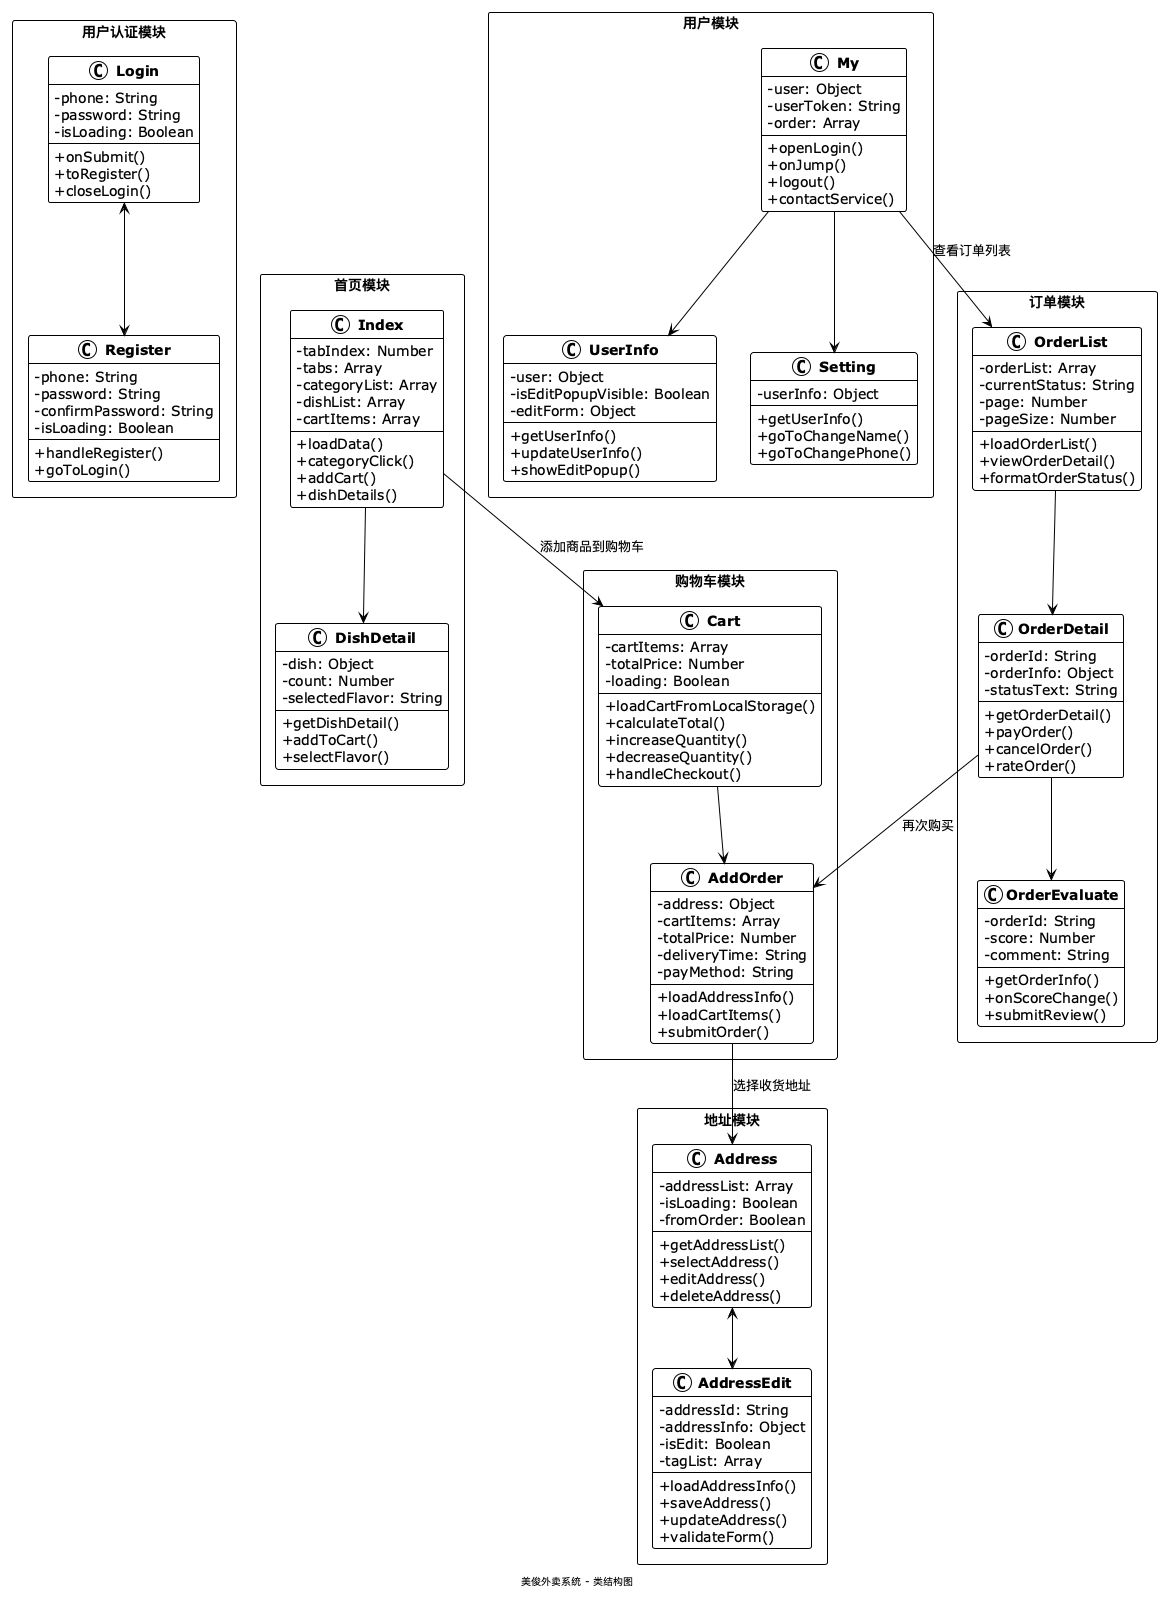 用户认证模块
C Login
-phone: String
-password: String
-isLoading: Boolean
+onSubmit()
+toRegister()
+closeLogin()
C Register
-phone: String
-password: String
-confirmPassword: String
-isLoading: Boolean
+handleRegister()
+goToLogin()
用户模块
C My
-user: Object
-userToken: String
-order: Array
+openLogin()
+onJump()
+logout()
+contactService()
查看订单列表
C UserInfo
-user: Object
-isEditPopupVisible: Boolean
-editForm: Object
+getUserInfo()
+updateUserInfo()
+showEditPopup()
C Setting
-userInfo: Object
+getUserInfo()
+goToChangeName()
+goToChangePhone()
首页模块
C Index
-tabIndex: Number
-tabs: Array
-categoryList: Array
-dishList: Array
-cartItems: Array
+loadData()
+categoryClick()
+addCart()
+dishDetails()
添加商品到购物车
C DishDetail
-dish: Object
-count: Number
-selectedFlavor: String
+getDishDetail()
+addToCart()
+selectFlavor()
订单模块
C OrderList
-orderList: Array
-currentStatus: String
-page: Number
-pageSize: Number
+loadOrderList()
+viewOrderDetail()
+formatOrderStatus()
C OrderDetail
-orderId: String
-orderInfo: Object
-statusText: String
+getOrderDetail()
+payOrder()
+cancelOrder()
+rateOrder()
再次购买
C OrderEvaluate
-orderId: String
-score: Number
-comment: String
+getOrderInfo()
+onScoreChange()
+submitReview()
购物车模块
C Cart
-cartItems: Array
-totalPrice: Number
-loading: Boolean
+loadCartFromLocalStorage()
+calculateTotal()
+increaseQuantity()
+decreaseQuantity()
+handleCheckout()
C AddOrder
-address: Object
-cartItems: Array
-totalPrice: Number
-deliveryTime: String
-payMethod: String
+loadAddressInfo()
+loadCartItems()
+submitOrder()
选择收货地址
地址模块
C Address
-addressList: Array
-isLoading: Boolean
-fromOrder: Boolean
+getAddressList()
+selectAddress()
+editAddress()
+deleteAddress()
C AddressEdit
-addressId: String
-addressInfo: Object
-isEdit: Boolean
-tagList: Array
+loadAddressInfo()
+saveAddress()
+updateAddress()
+validateForm()
美俊外卖系统 - 类结构图